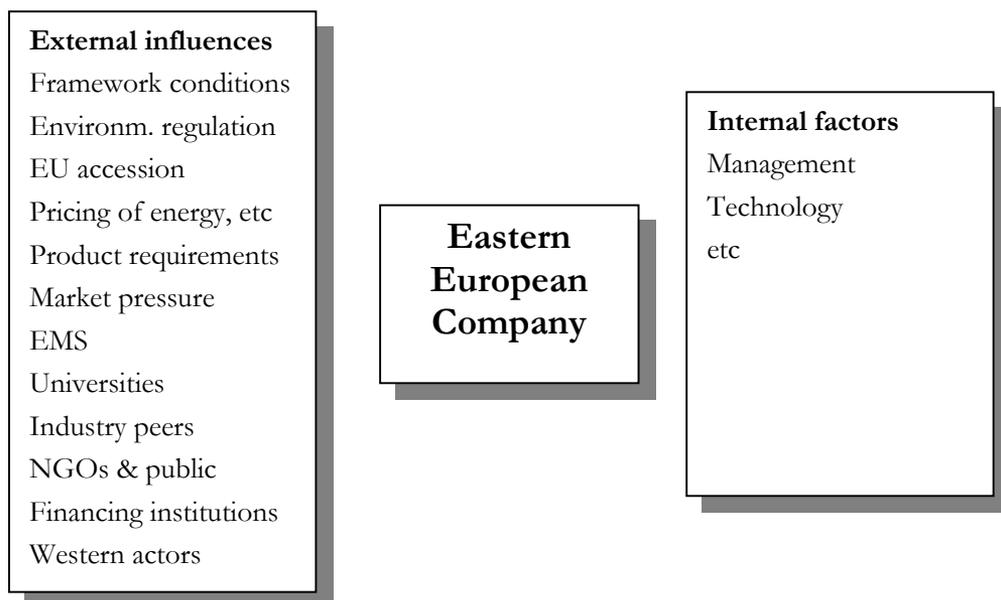 External influences
Framework conditions
Environm. regulation
EU accession
Pricing of energy, etc
Product requirements
Market pressure
EMS
Universities
Industry peers
NGOs & public
Financing institutions
Western actors
Eastern
European
Company
Internal factors
Management
Technology
etc